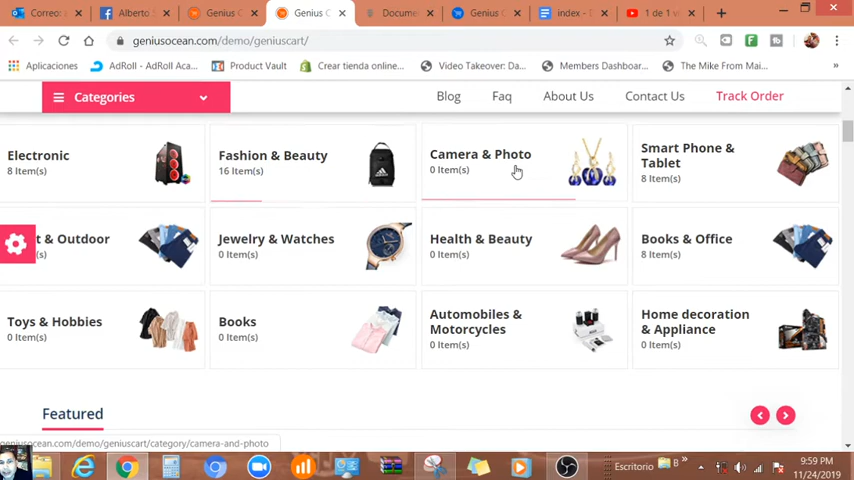 Correo:
Alberto S
Genius C
Genius C
Docume
Genius C
index - S
1 de 1 v
geniusocean.com/demo/geniuscart/
Aplicaciones
AdRoll - AdRoll Aca...
Product Vault
Crear tienda online...
Video Takeover: Da...
Members Dashboar...
The Mike From Mai...
»
Categories
Blog
Faq
About Us
Contact Us
Track Order
Electronic
8 Item(s)
Fashion & Beauty
16 Item(s)
Camera & Photo
0 Item(s)
Smart Phone &
Tablet
8 Item(s)
t & Outdoor
Item(s)
Jewelry & Watches
0 Item(s)
Health & Beauty
0 Item(s)
Books & Office
8 Item(s)
Toys & Hobbies
0 Item(s)
Books
0 Item(s)
Automobiles &
Motorcycles
0 Item(s)
Home decoration
& Appliance
0 Item(s)
Featured
geniusocean.com/demo/geniuscart/category/camera-and-photo
Escritorio
B
»
9:59 PM
11/24/2019